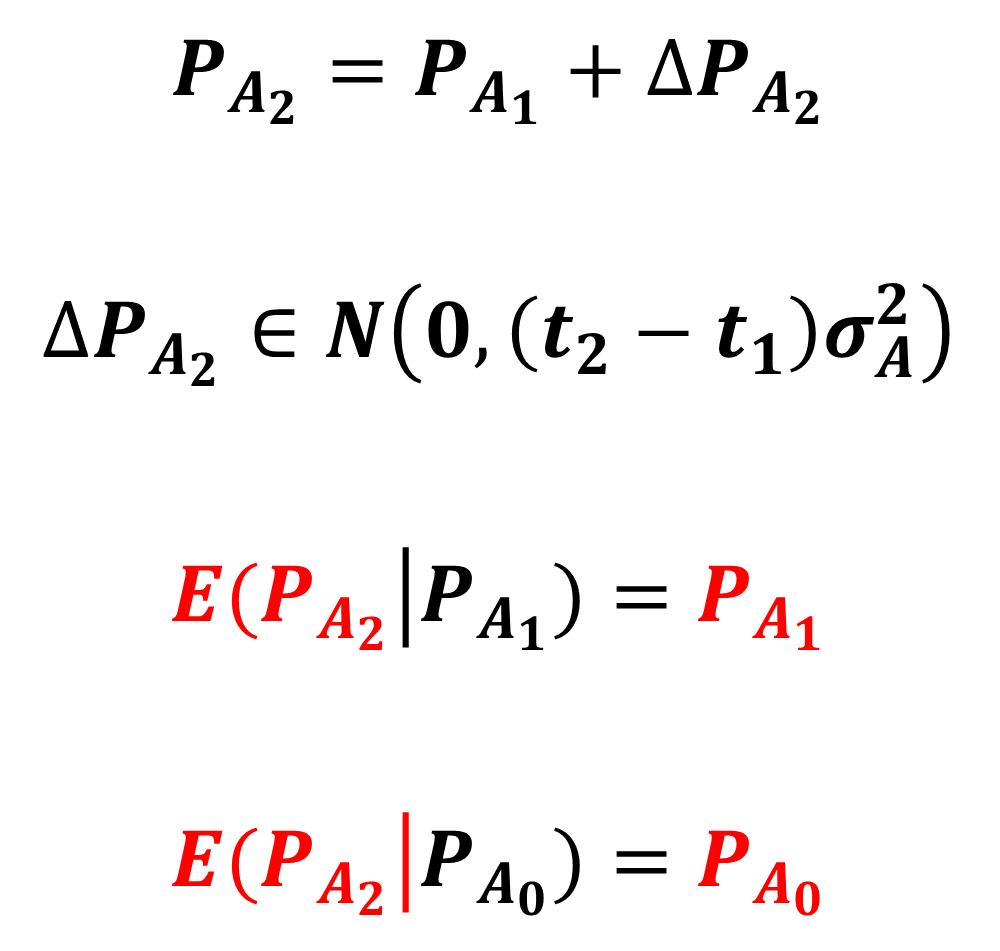 P_{A_2} = P_{A_1} + ΔP_{A_2}
ΔP_{A_2} ∈ N(0, (t_2 − t_1)σ_A^2)
E(P_{A_2}|P_{A_1}) = P_{A_1}
E(P_{A_2}|P_{A_0}) = P_{A_0}